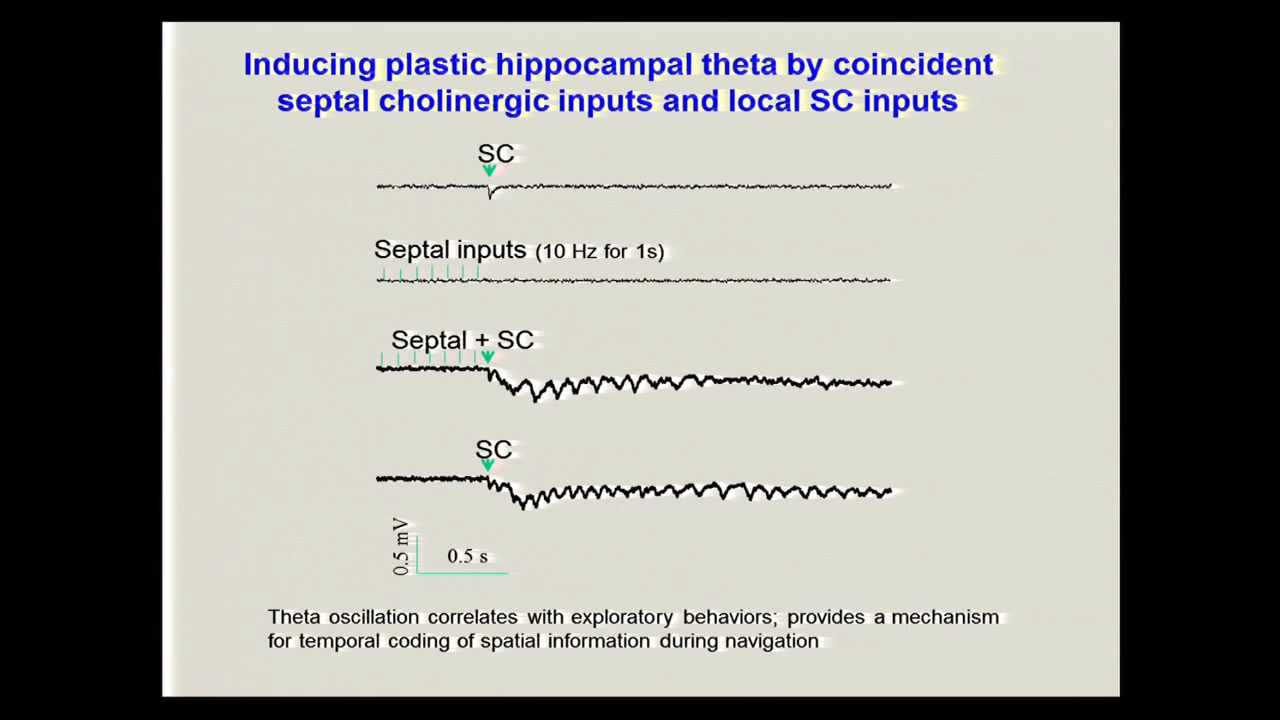 Inducing plastic hippocampal theta by coincident
septal cholinergic inputs and local SC inputs
SC
Septal inputs (10 Hz for 1s)
Septal + SC
SC
0.5 mV
0.5 s
Theta oscillation correlates with exploratory behaviors; provides a mechanism
for temporal coding of spatial information during navigation